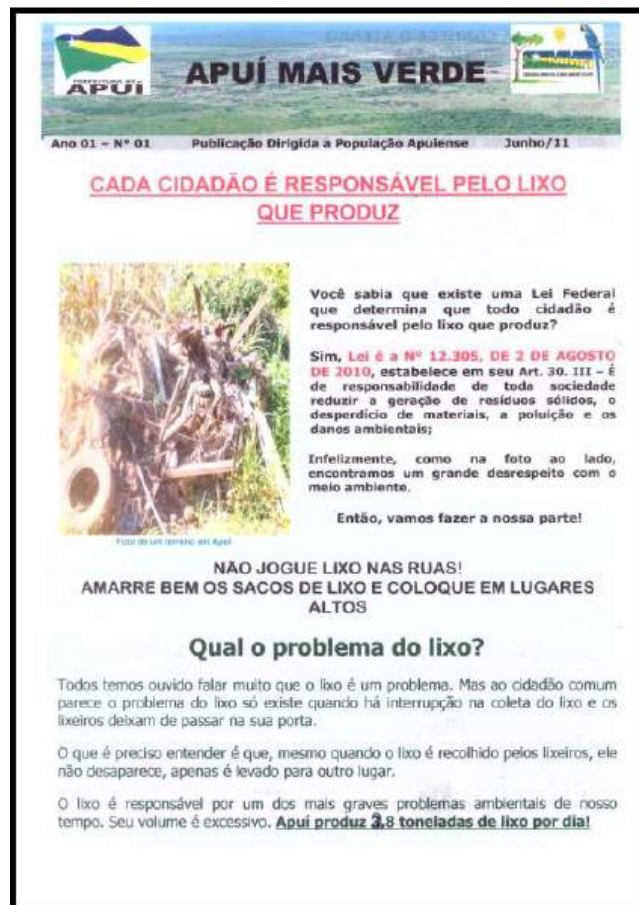 PREFEITURA DE
APUÍ
APUÍ MAIS VERDE
Ano 01 – Nº 01 Publicação Dirigida a População Apuiense Junho/11
CADA CIDADÃO É RESPONSÁVEL PELO LIXO
QUE PRODUZ
Você sabia que existe uma Lei Federal
que determina que todo cidadão é
responsável pelo lixo que produz?
Sim, Lei é a Nº 12.305, DE 2 DE AGOSTO
DE 2010, estabelece em seu Art. 30. III – É
de responsabilidade de toda sociedade
reduzir a geração de resíduos sólidos, o
desperdício de materiais, a poluição e os
danos ambientais;
Infelizmente, como na foto ao lado,
encontramos um grande desrespeito com o
meio ambiente.
Então, vamos fazer a nossa parte!
Foto de um terreno em Apuí
NÃO JOGUE LIXO NAS RUAS!
AMARRE BEM OS SACOS DE LIXO E COLOQUE EM LUGARES
ALTOS
Qual o problema do lixo?
Todos temos ouvido falar muito que o lixo é um problema. Mas ao cidadão comum
parece o problema do lixo só existe quando há interrupção na coleta do lixo e os
lixeiros deixam de passar na sua porta.
O que é preciso entender é que, mesmo quando o lixo é recolhido pelos lixeiros, ele
não desaparece, apenas é levado para outro lugar.
O lixo é responsável por um dos mais graves problemas ambientais de nosso
tempo. Seu volume é excessivo. Apuí produz 3,8 toneladas de lixo por dia!